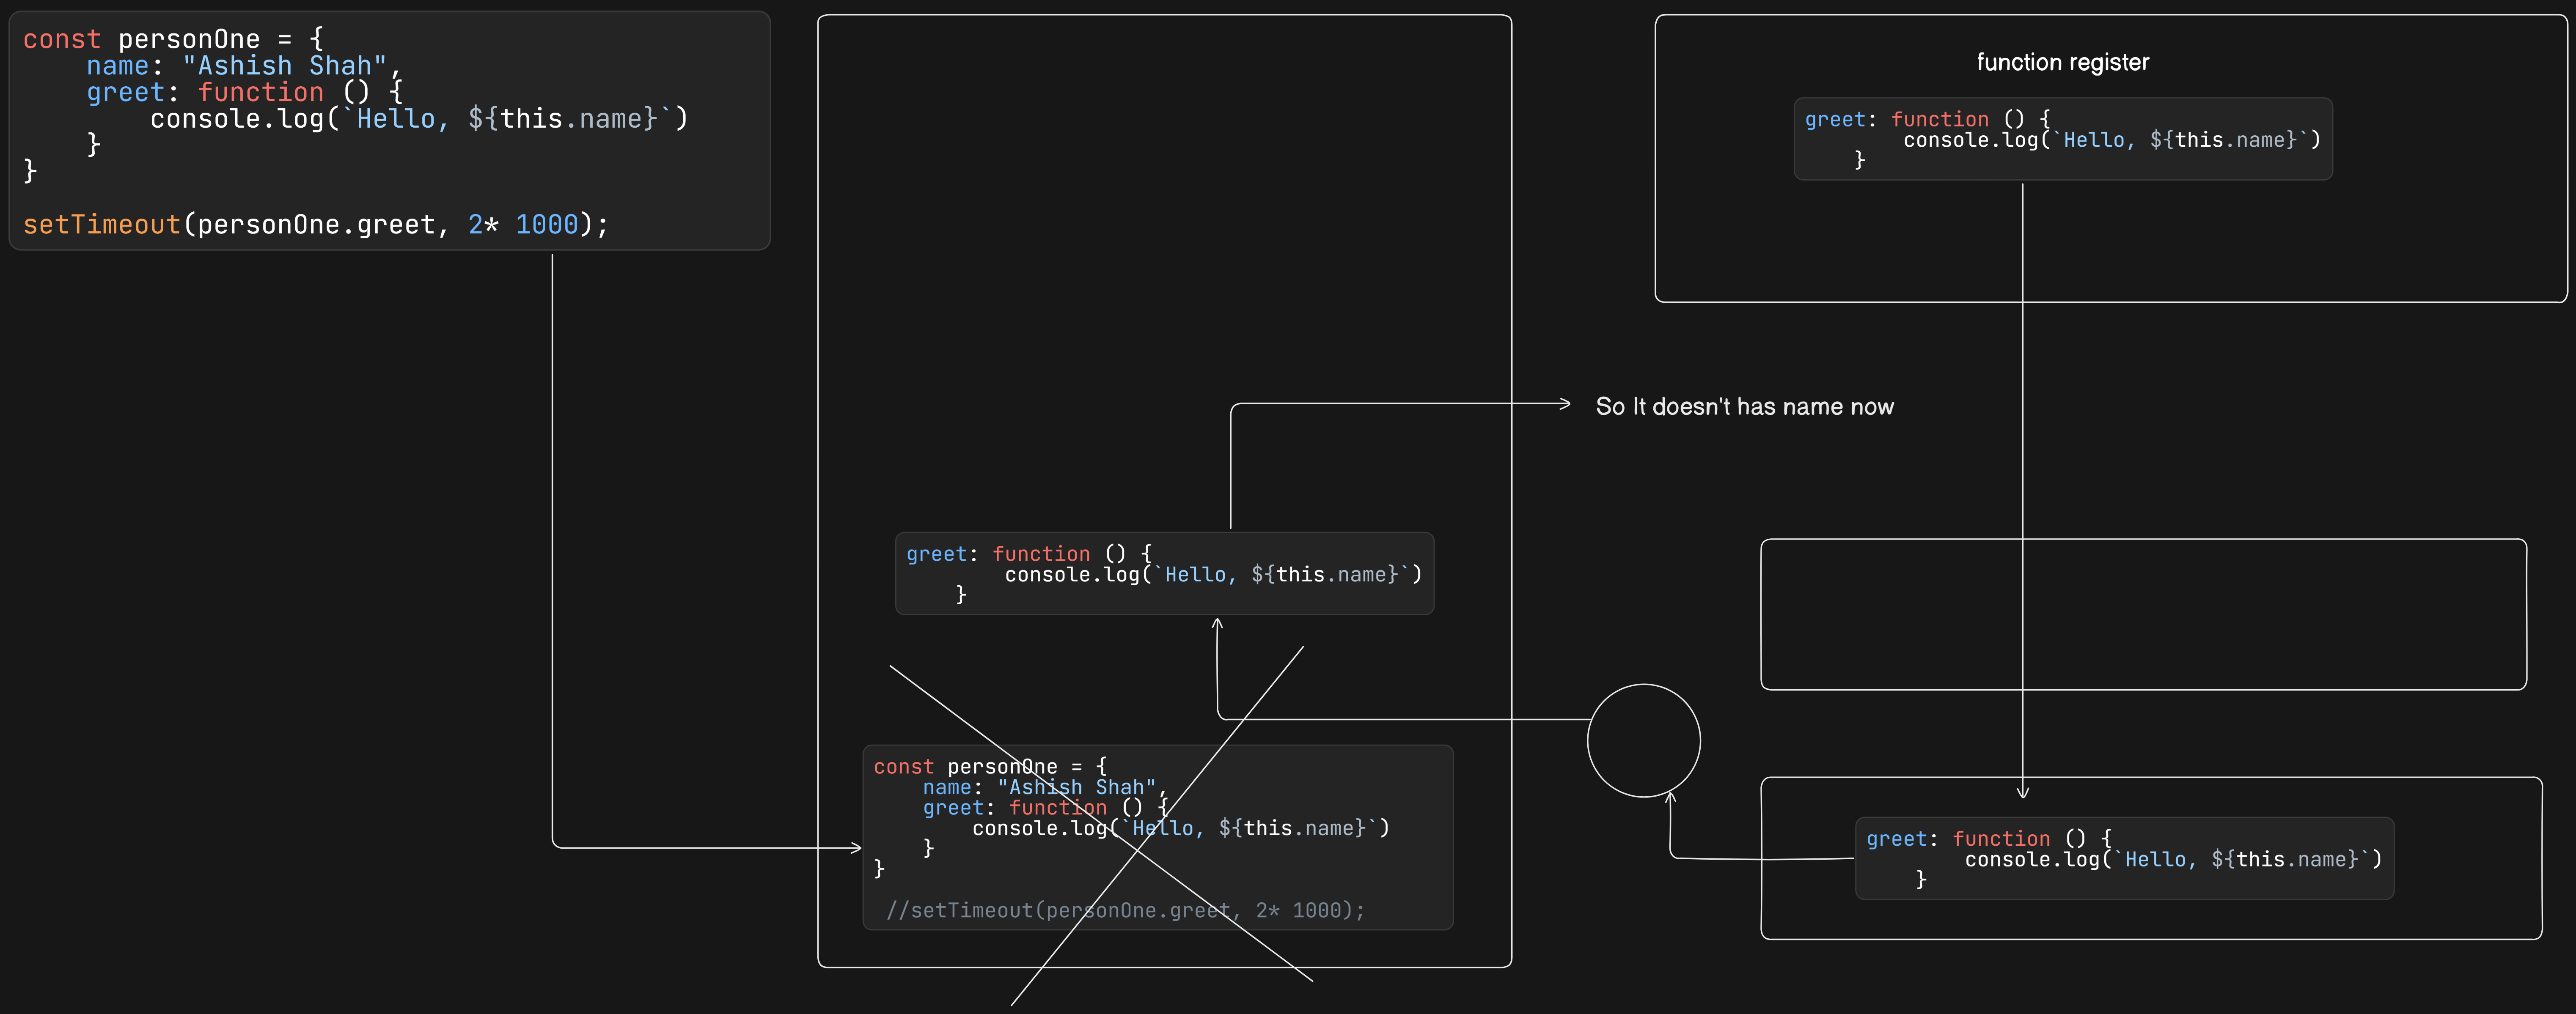 const personOne = {
    name: "Ashish Shah",
    greet: function () {
        console.log(`Hello, ${this.name}`)
    }
}
setTimeout(personOne.greet, 2* 1000);
function register
greet: function () {
        console.log(`Hello, ${this.name}`)
    }
So It doesn't has name now
greet: function () {
        console.log(`Hello, ${this.name}`)
    }
const personOne = {
    name: "Ashish Shah",
    greet: function () {
        console.log(`Hello, ${this.name}`)
    }
}
//setTimeout(personOne.greet, 2* 1000);
greet: function () {
        console.log(`Hello, ${this.name}`)
    }